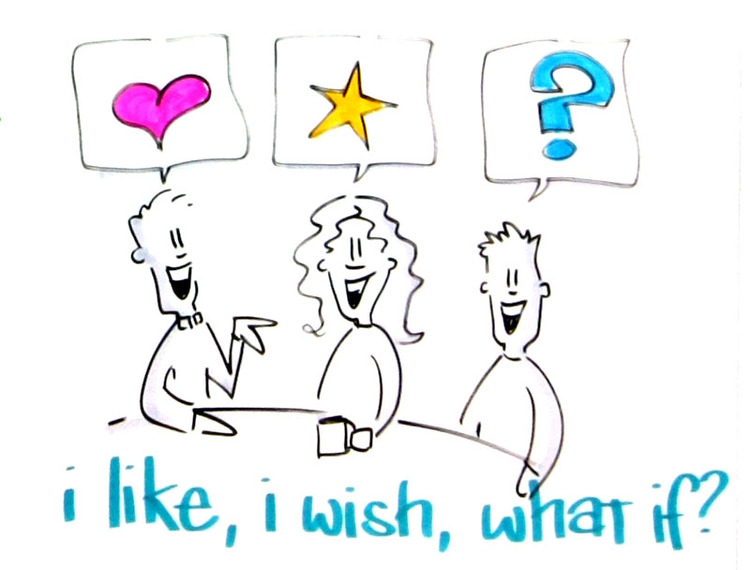 ?
i like, i wish, what if?